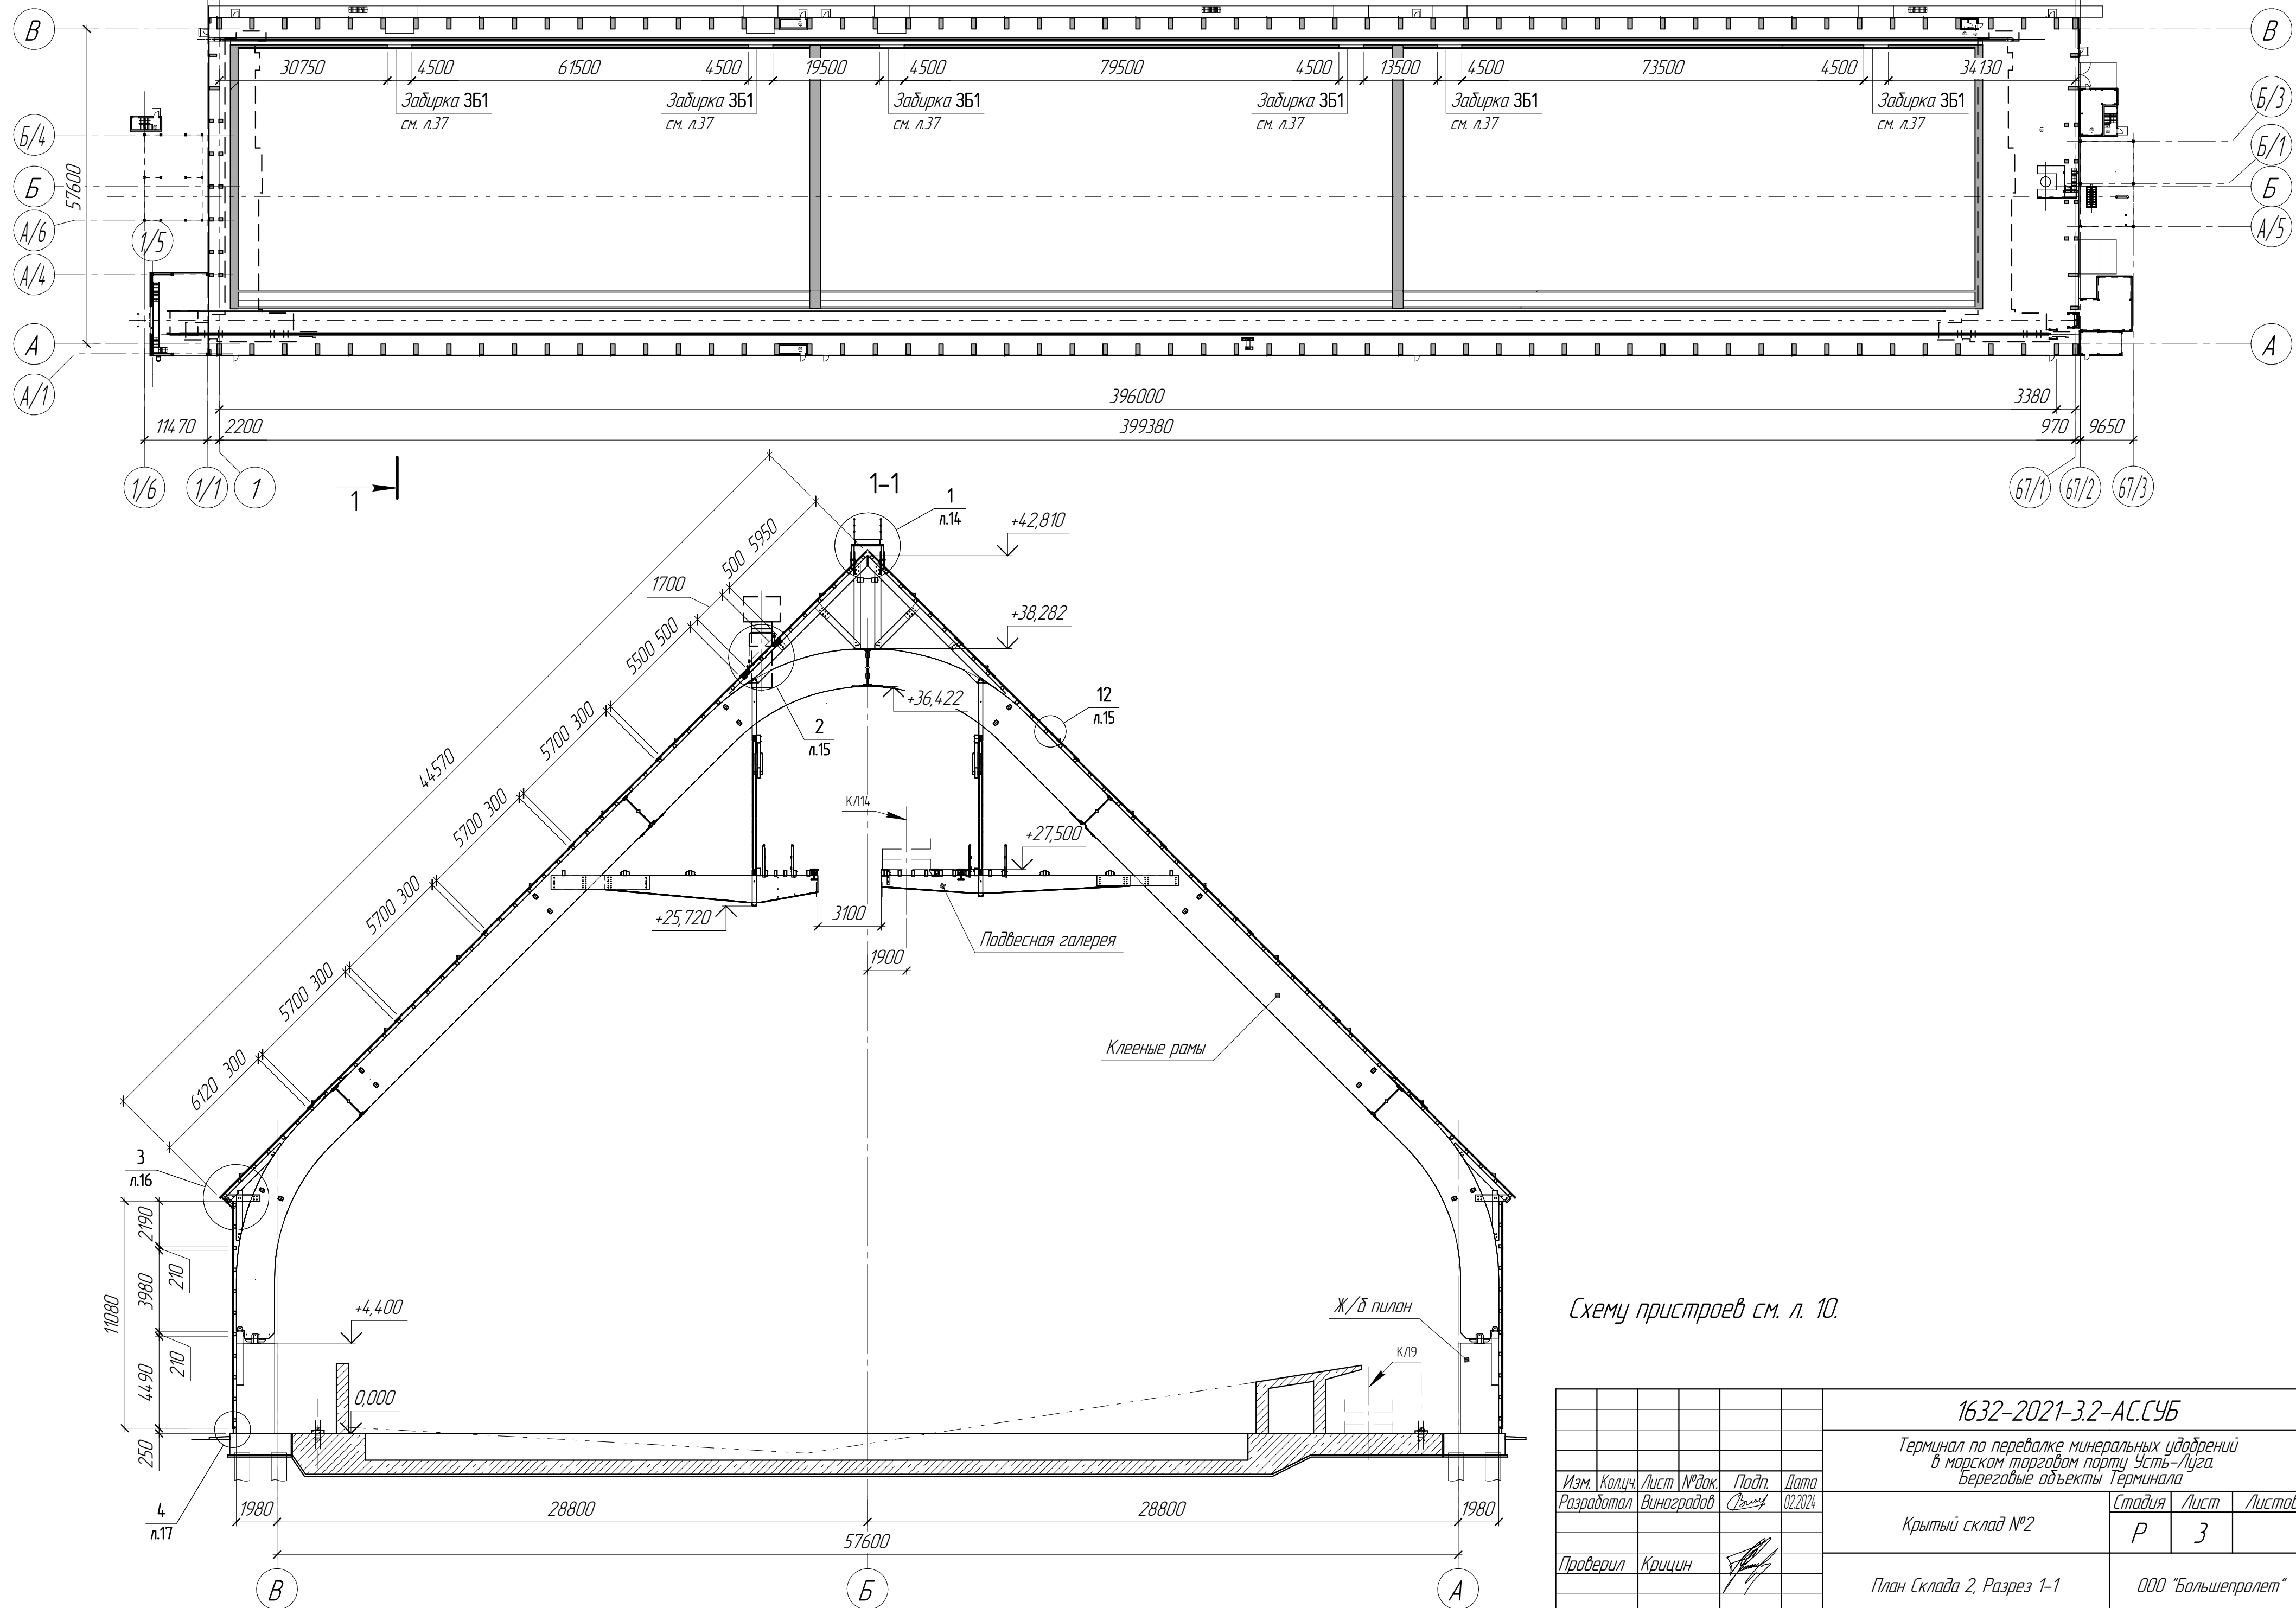 В
В
30750
4500
61500
4500
19500
4500
79500
4500
13500
4500
73500
4500
34130
Забирка ЗБ1
см. л.37
Забирка ЗБ1
см. л.37
Забирка ЗБ1
см. л.37
Забирка ЗБ1
см. л.37
Забирка ЗБ1
см. л.37
Забирка ЗБ1
см. л.37
Б/4
Б
А/6
А/4
А
А/1
57600
1/5
Б/3
Б/1
Б
А/5
А
396000
3380
11470
2200
399380
970
9650
1/6
1/1
1
67/1
67/2
67/3
1
1-1
1
л.14
+42,810
500 5950
1700
+38,282
5500 500
+36,422
12
л.15
2
л.15
5700 300
44570
5700 300
КЛ14
+27,500
5700 300
+25,720
3100
1900
Подвесная галерея
5700 300
Клееные рамы
6120 300
3
л.16
2190
210
3980
11080
210
4490
250
+4,400
0,000
Ж/б пилон
КЛ9
4
л.17
1980
28800
28800
1980
57600
В
Б
А
Схему пристроев см. л. 10.
1632-2021-3.2-АС.СУБ
Терминал по перевалке минеральных удобрений
в морском торговом порту Усть-Луга.
Береговые объекты Терминала
Изм. Кол.уч. Лист №док. Подп. Дата
Разработал Виноградов 02.2024
Крытый склад №2
Стадия Лист Листов
Р 3
Проверил Крицин
План Склада 2, Разрез 1-1
ООО "Большепролет"